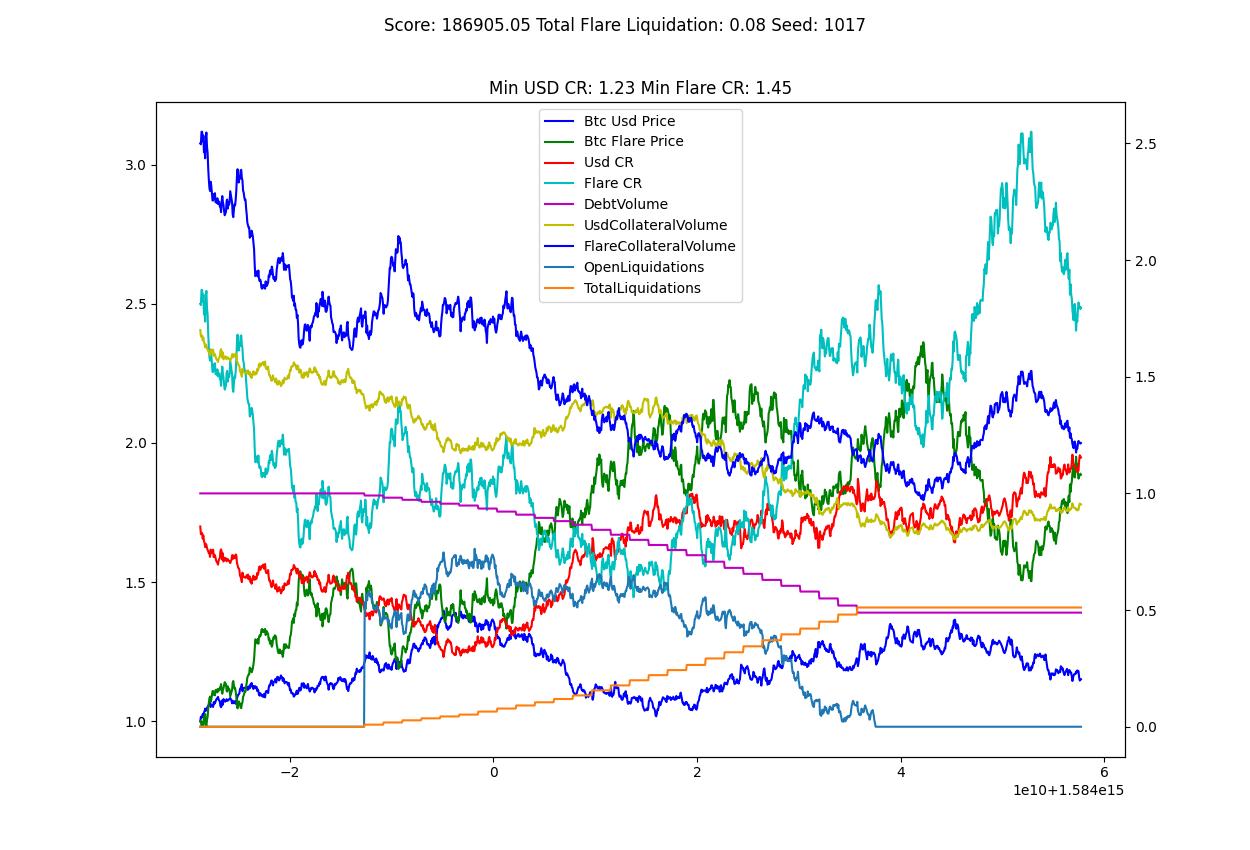 Score: 186905.05 Total Flare Liquidation: 0.08 Seed: 1017
Min USD CR: 1.23 Min Flare CR: 1.45
Btc Usd Price
Btc Flare Price
Usd CR
Flare CR
DebtVolume
UsdCollateralVolume
FlareCollateralVolume
OpenLiquidations
TotalLiquidations
3.0
2.5
2.0
1.5
1.0
2.5
2.0
1.5
1.0
0.5
0.0
−2 0 2 4 6
1e10+1.584e15